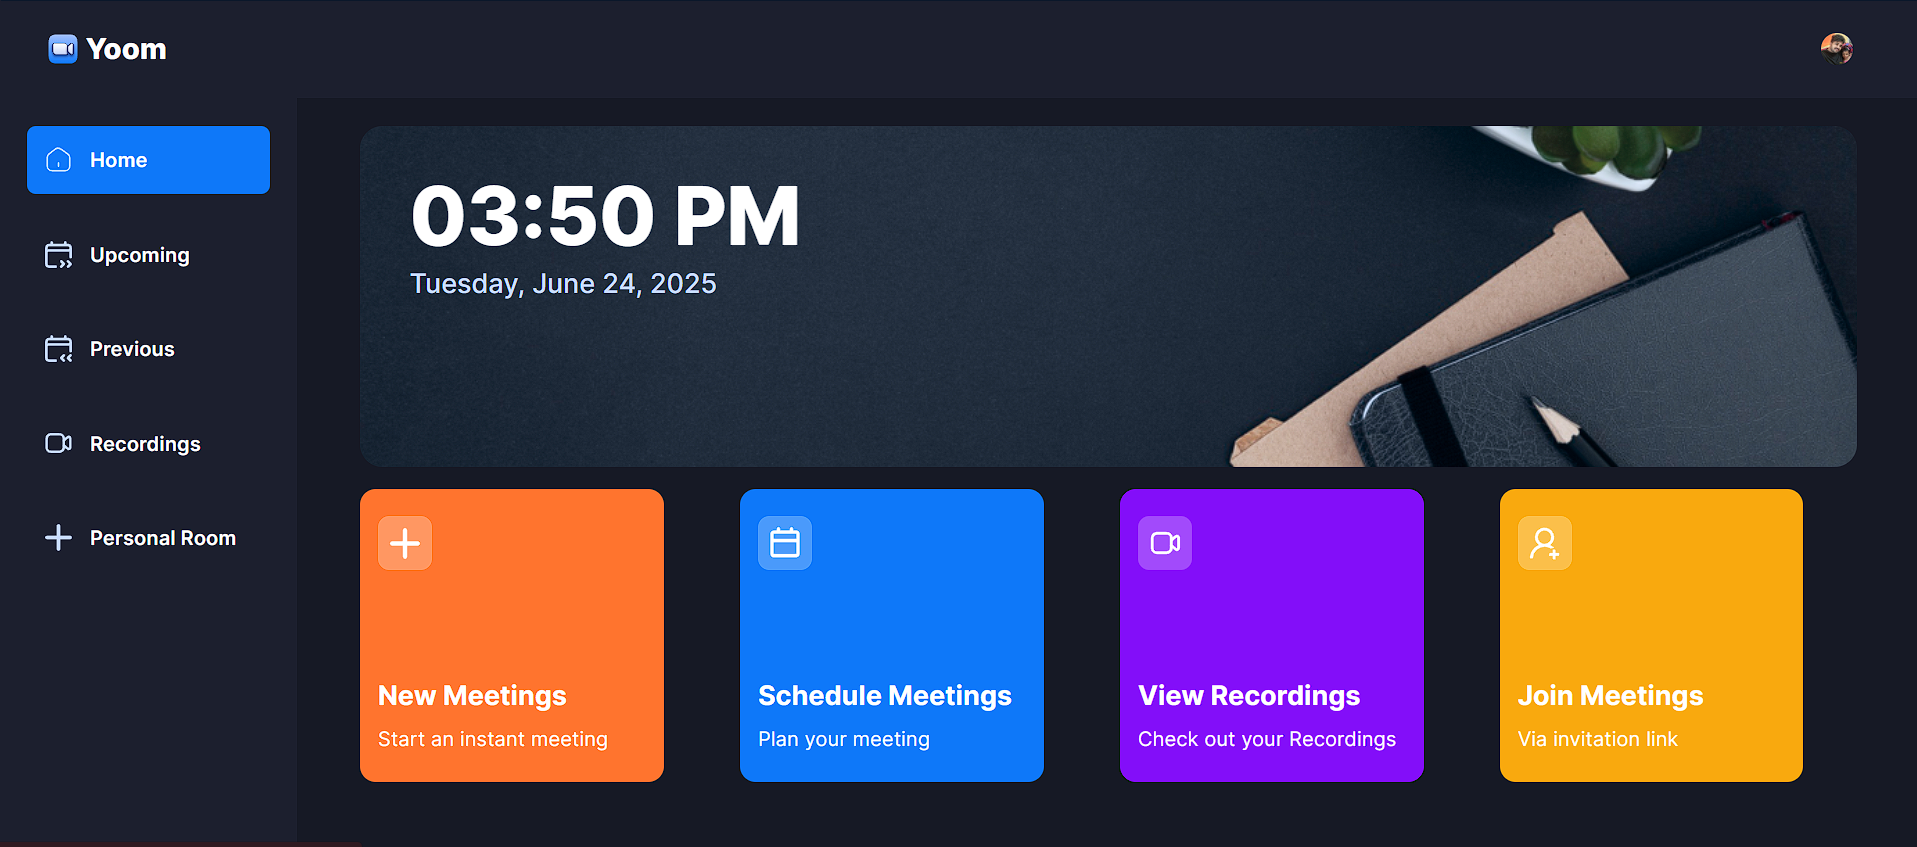 Yoom
Home
Upcoming
Previous
Recordings
Personal Room
03:50 PM
Tuesday, June 24, 2025
New Meetings
Start an instant meeting
Schedule Meetings
Plan your meeting
View Recordings
Check out your Recordings
Join Meetings
Via invitation link